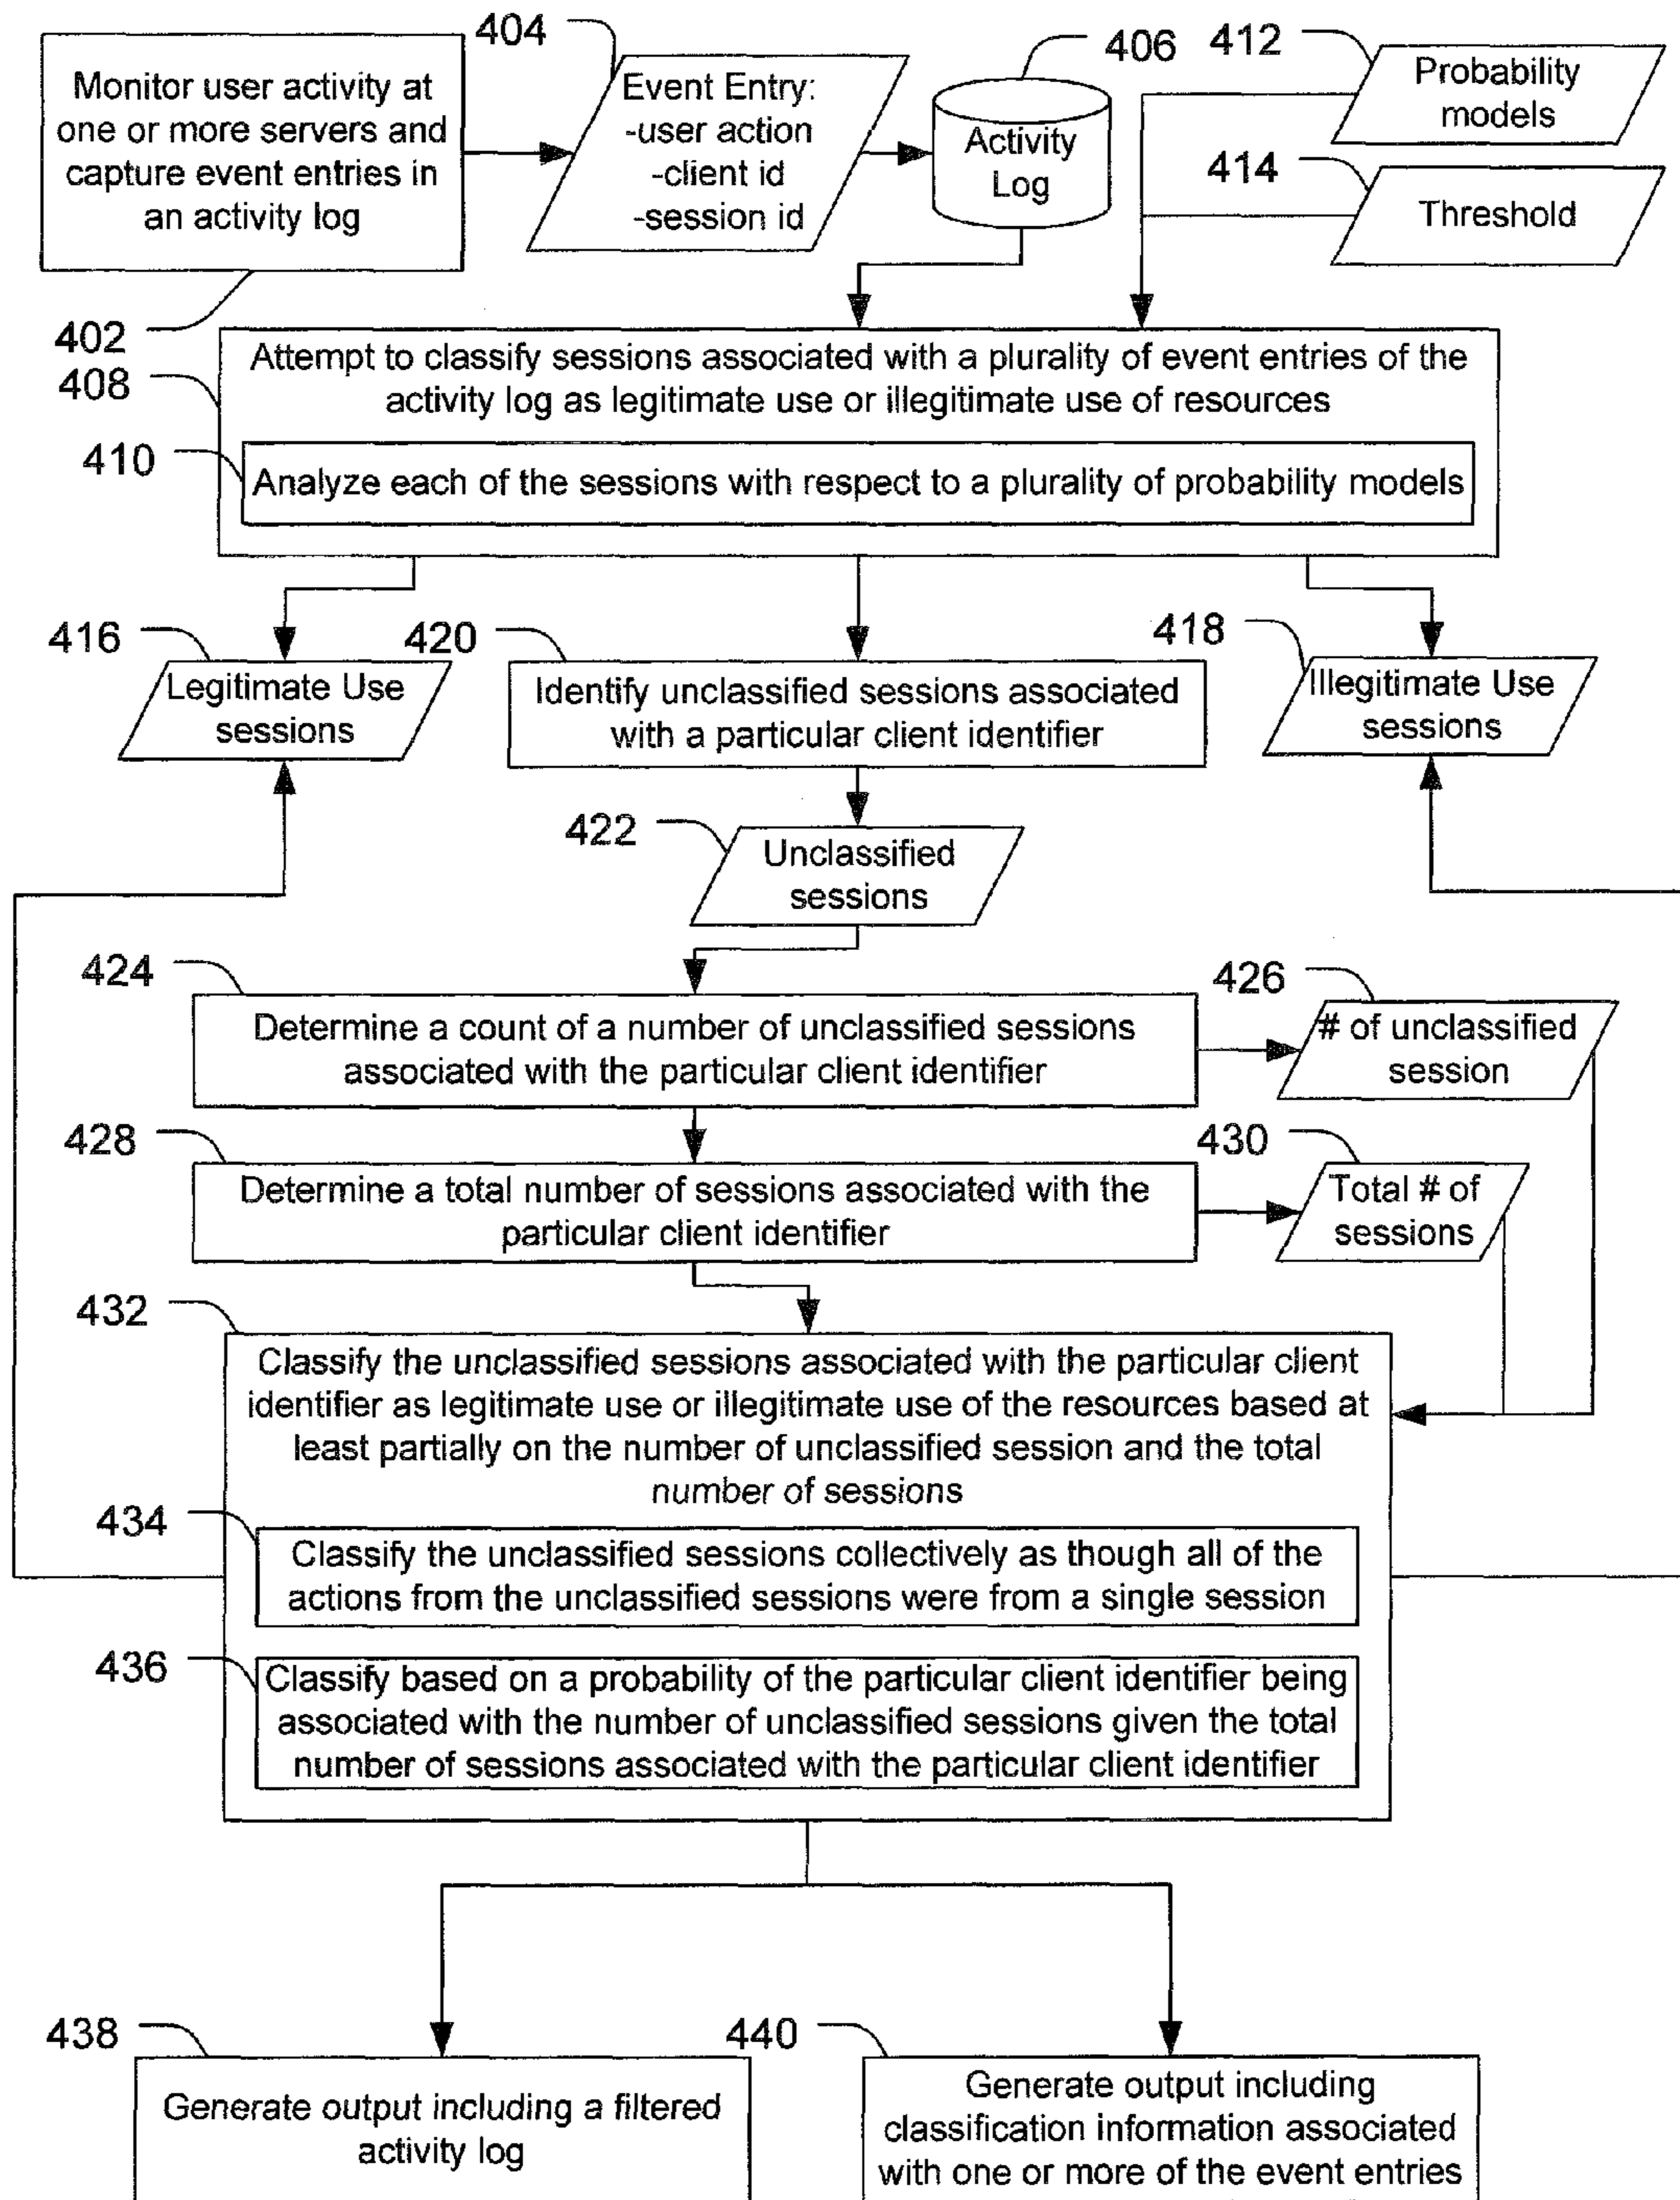 404
406
412
Monitor user activity at
one or more servers and
capture event entries in
an activity log
Event Entry:
-user action
-client id
-session id
Activity
Log
Probability
models
414
Threshold
402
408
Attempt to classify sessions associated with a plurality of event entries of the
activity log as legitimate use or illegitimate use of resources
410
Analyze each of the sessions with respect to a plurality of probability models
416
420
418
Legitimate Use
sessions
Identify unclassified sessions associated
with a particular client identifier
Illegitimate Use
sessions
422
Unclassified
sessions
424
426
Determine a count of a number of unclassified sessions
associated with the particular client identifier
# of unclassified
session
428
430
Determine a total number of sessions associated with the
particular client identifier
Total # of
sessions
432
Classify the unclassified sessions associated with the particular client
identifier as legitimate use or illegitimate use of the resources based at
least partially on the number of unclassified session and the total
number of sessions
434
Classify the unclassified sessions collectively as though all of the
actions from the unclassified sessions were from a single session
436
Classify based on a probability of the particular client identifier being
associated with the number of unclassified sessions given the total
number of sessions associated with the particular client identifier
438
440
Generate output including a filtered
activity log
Generate output including
classification information associated
with one or more of the event entries